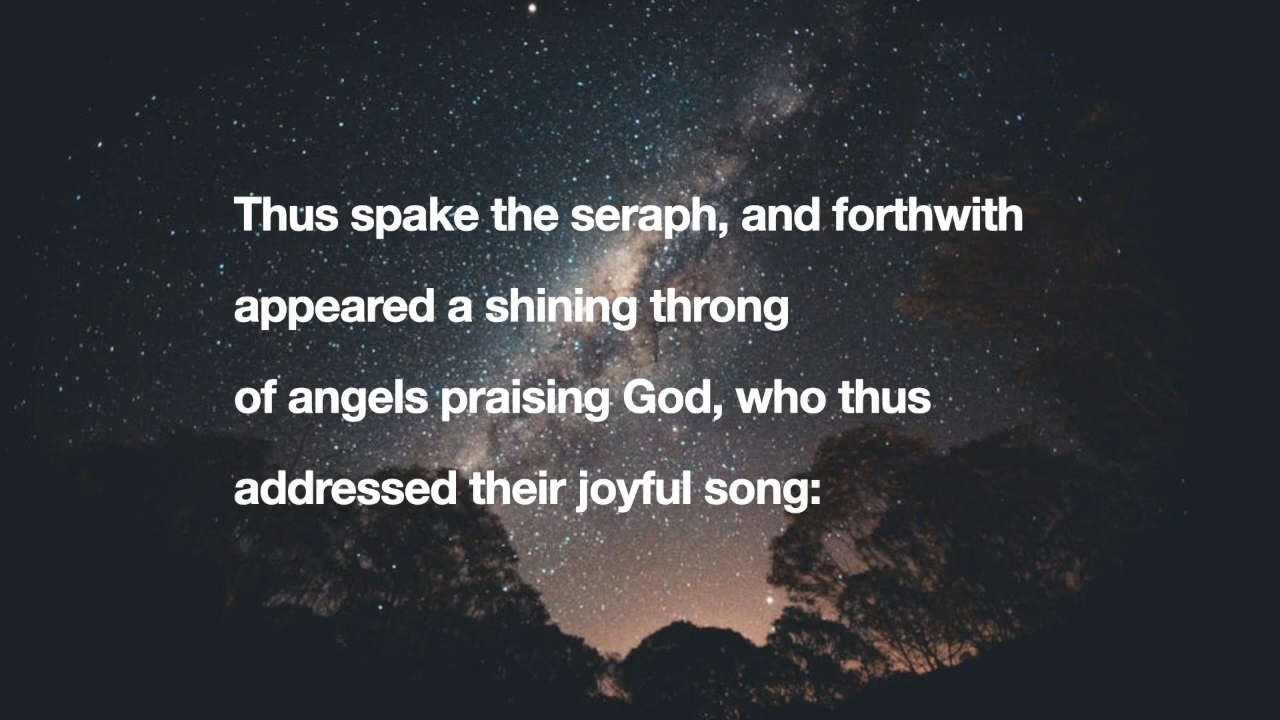 Thus spake the seraph, and forthwith
appeared a shining throng
of angels praising God, who thus
addressed their joyful song: